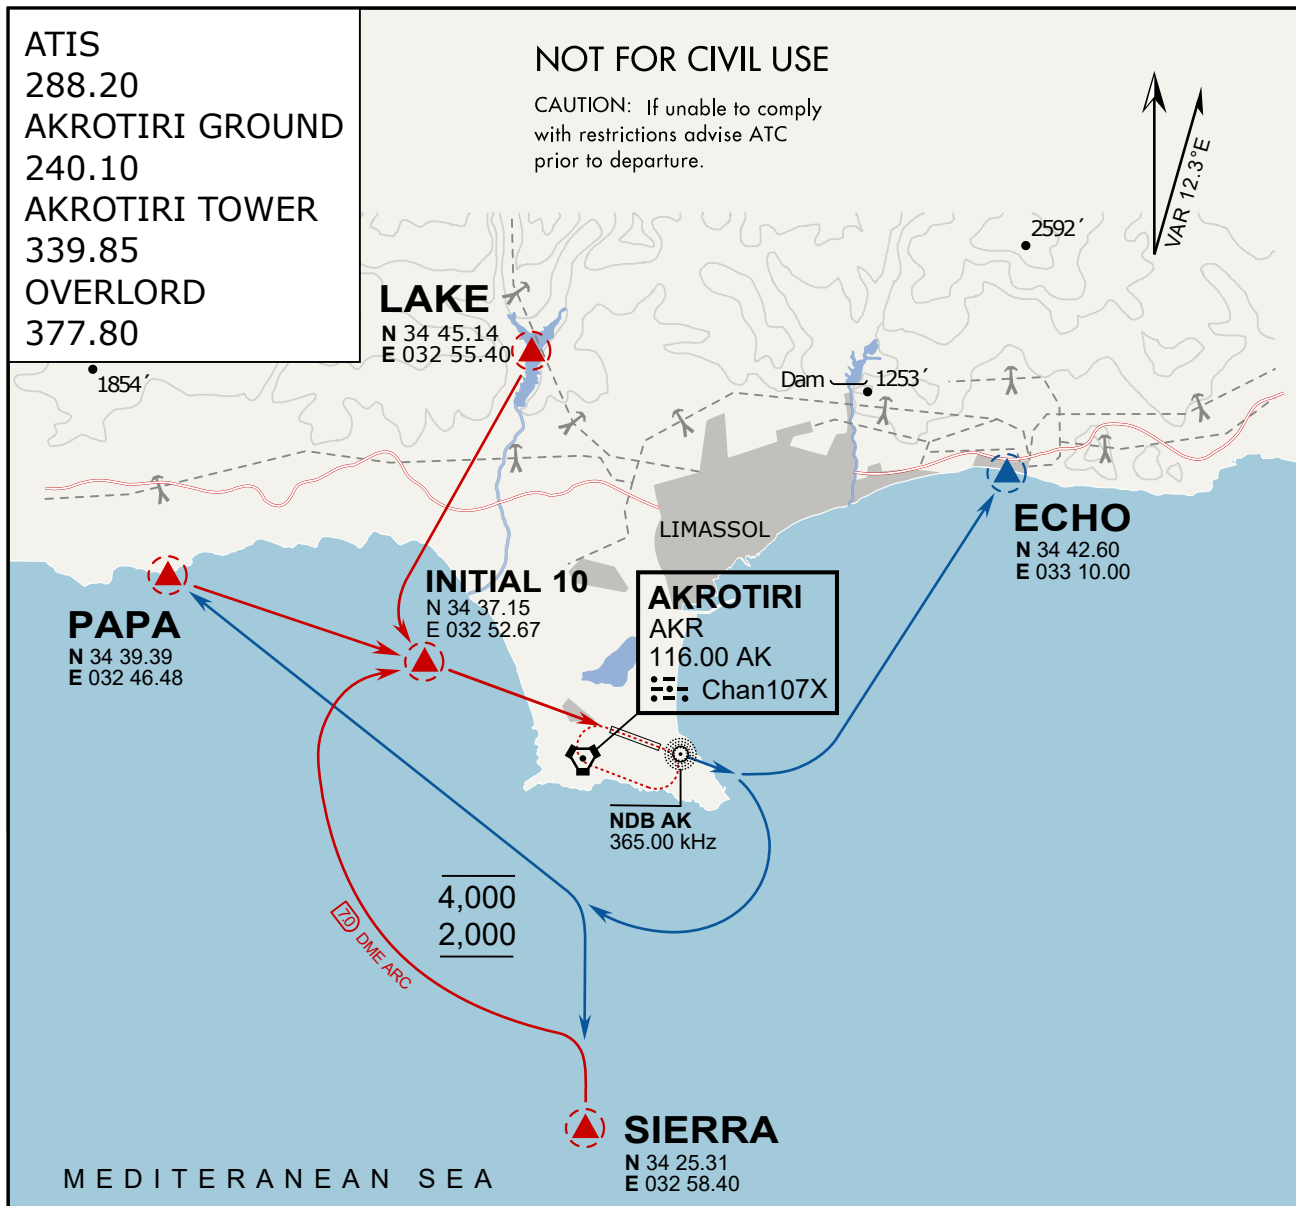 ATIS
288.20
AKROTIRI GROUND
240.10
AKROTIRI TOWER
339.85
OVERLORD
377.80
NOT FOR CIVIL USE
CAUTION: If unable to comply
with restrictions advise ATC
prior to departure.
VAR 12.3°E
2592´
LAKE
N 34 45.14
E 032 55.40
1854´
Dam
1253´
ECHO
N 34 42.60
E 033 10.00
LIMASSOL
INITIAL 10
N 34 37.15
E 032 52.67
PAPA
N 34 39.39
E 032 46.48
AKROTIRI
AKR
116.00 AK
Chan107X
NDB AK
365.00 kHz
4,000
2,000
7.0 DME ARC
SIERRA
N 34 25.31
E 032 58.40
MEDITERANEAN SEA